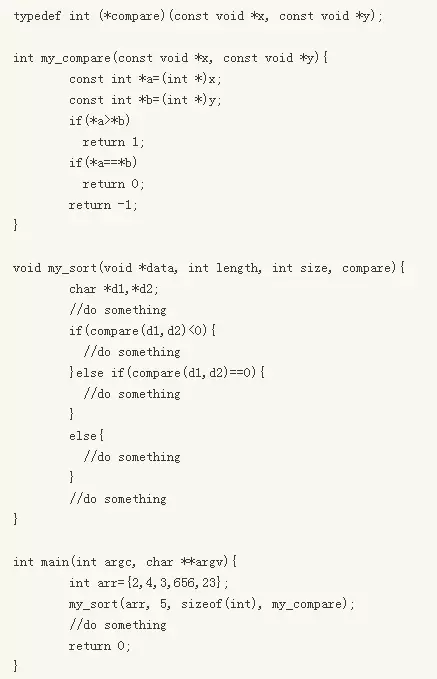 typedef int (*compare)(const void *x, const void *y);

int my_compare(const void *x, const void *y){
        const int *a=(int *)x;
        const int *b=(int *)y;
        if(*a>*b)
          return 1;
        if(*a==*b)
          return 0;
        return -1;
}

void my_sort(void *data, int length, int size, compare){
        char *d1,*d2;
        //do something
        if(compare(d1,d2)<0){
          //do something
        }else if(compare(d1,d2)==0){
          //do something
        }
        else{
          //do something
        }
        //do something
}

int main(int argc, char **argv){
        int arr={2,4,3,656,23};
        my_sort(arr, 5, sizeof(int), my_compare);
        //do something
        return 0;
}